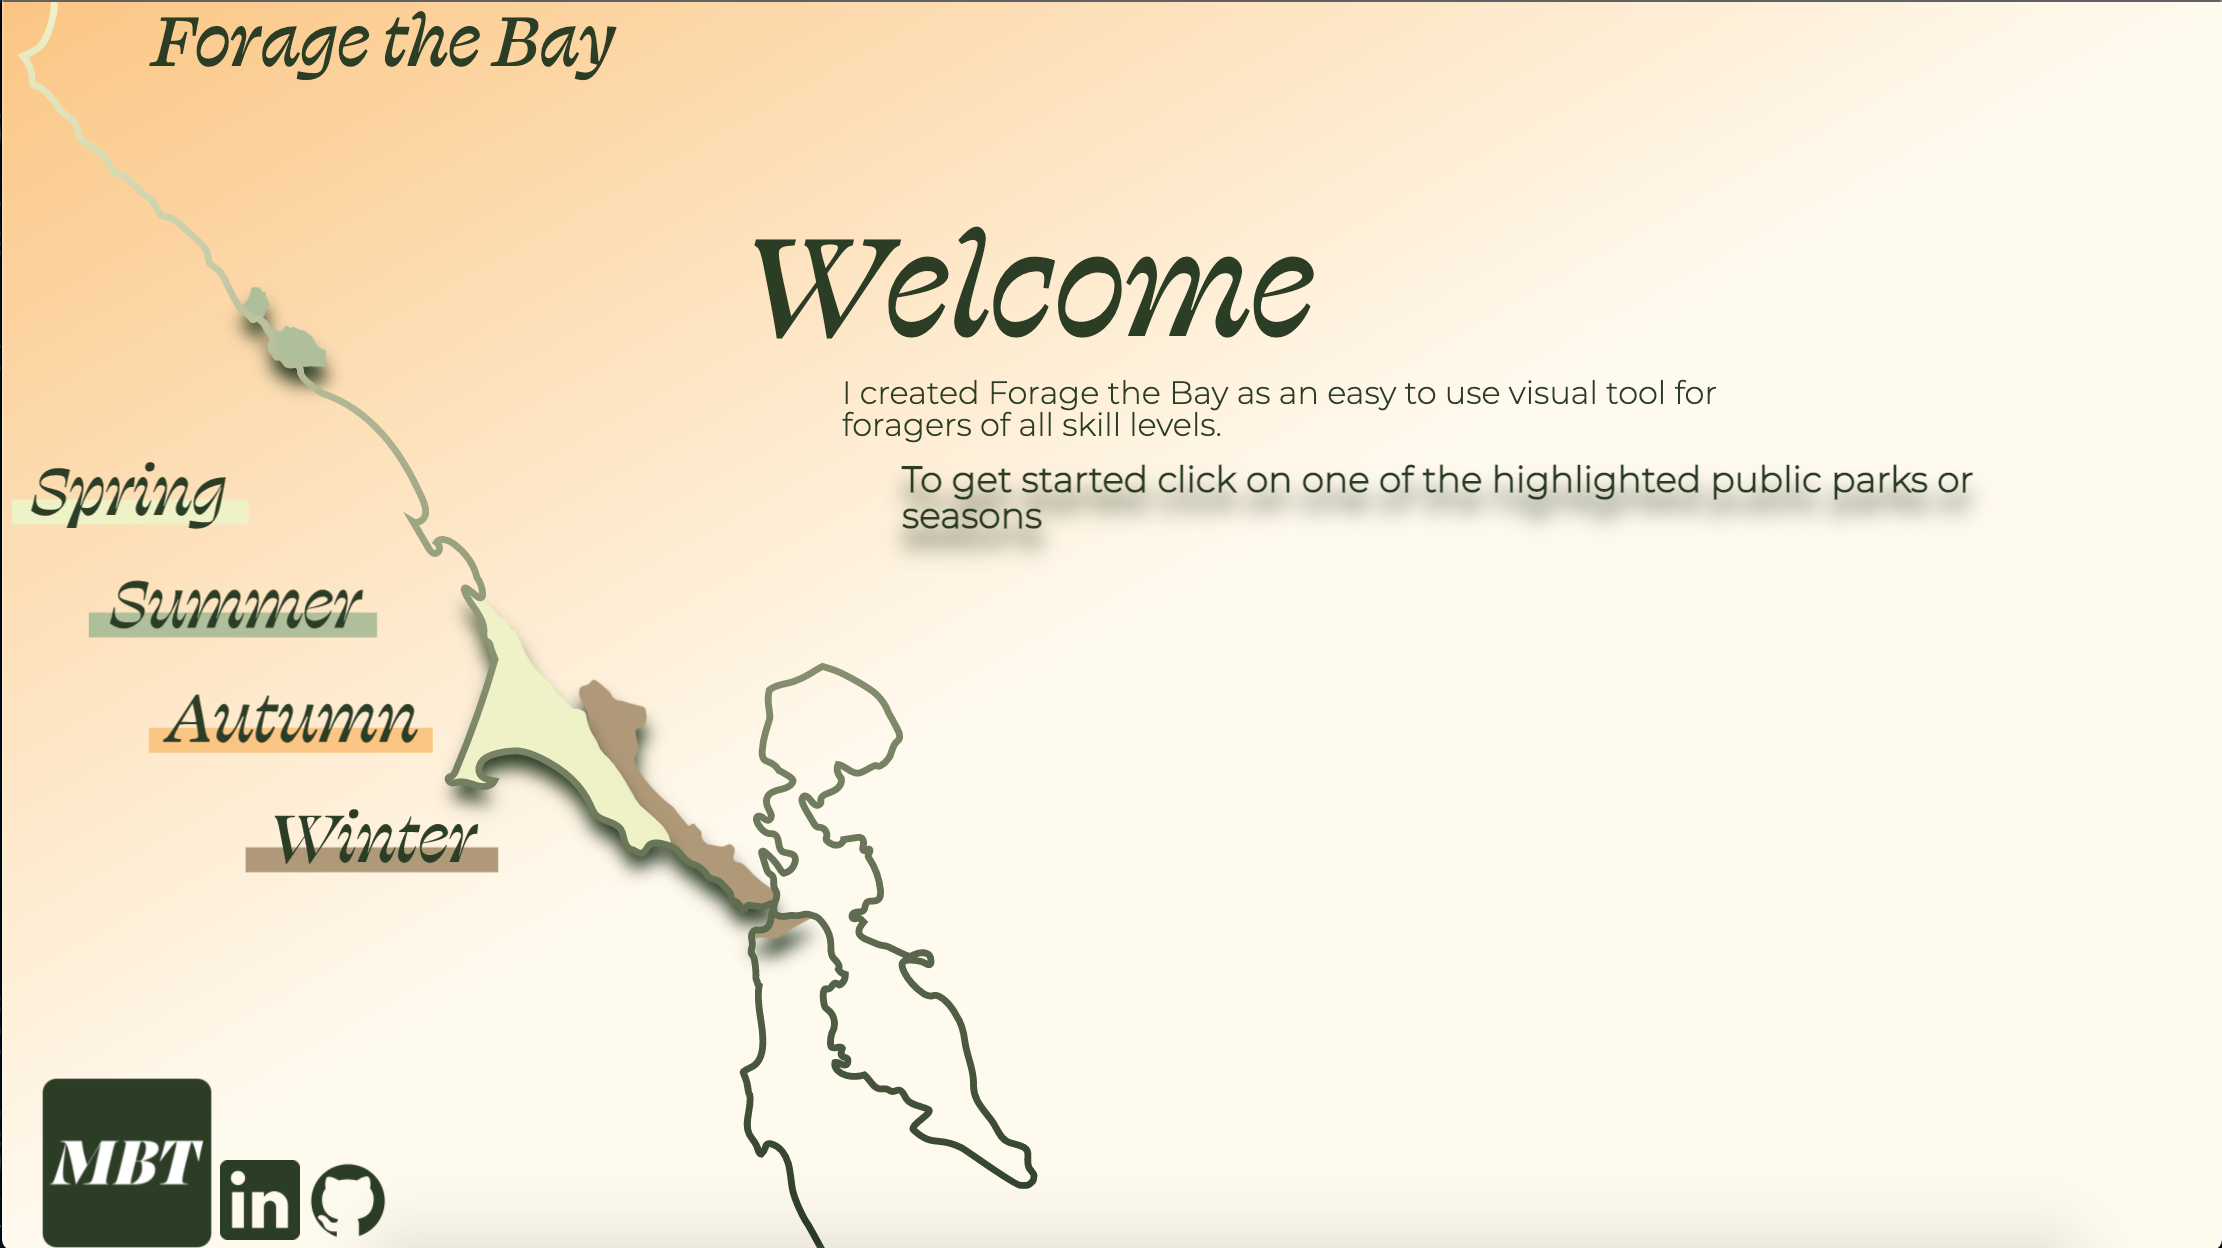 Forage the Bay
Welcome
I created Forage the Bay as an easy to use visual tool for
foragers of all skill levels.
To get started click on one of the highlighted public parks or
seasons
Spring
Summer
Autumn
Winter
MBT
in